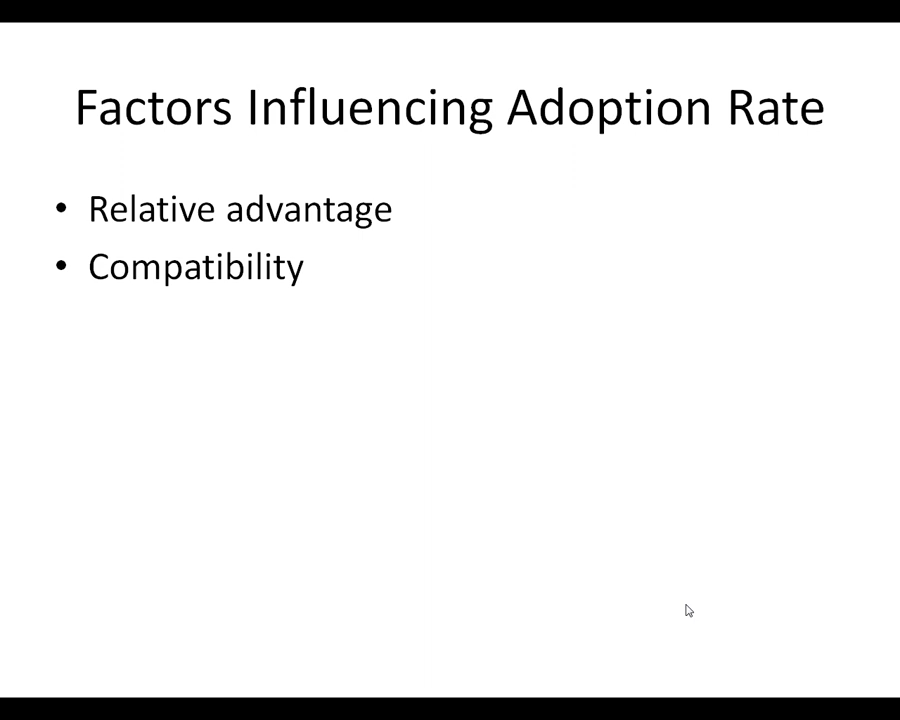 Factors Influencing Adoption Rate
• Relative advantage
• Compatibility